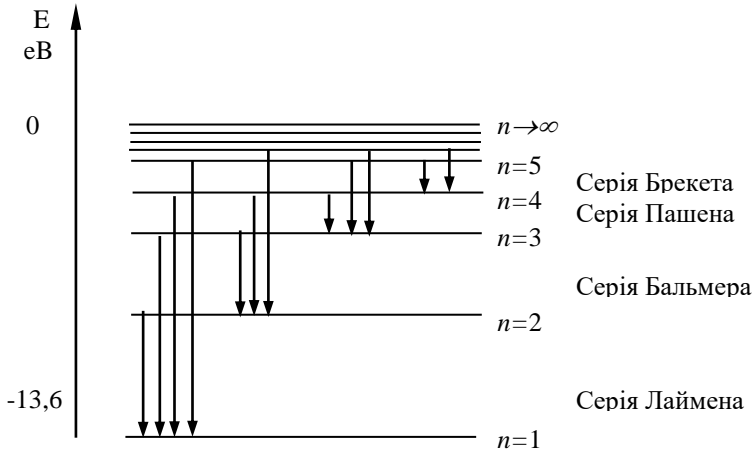 E
eB
0
n→∞
n=5
Серія Брекета
n=4
Серія Пашена
n=3
Серія Бальмера
n=2
-13,6
Серія Лаймена
n=1